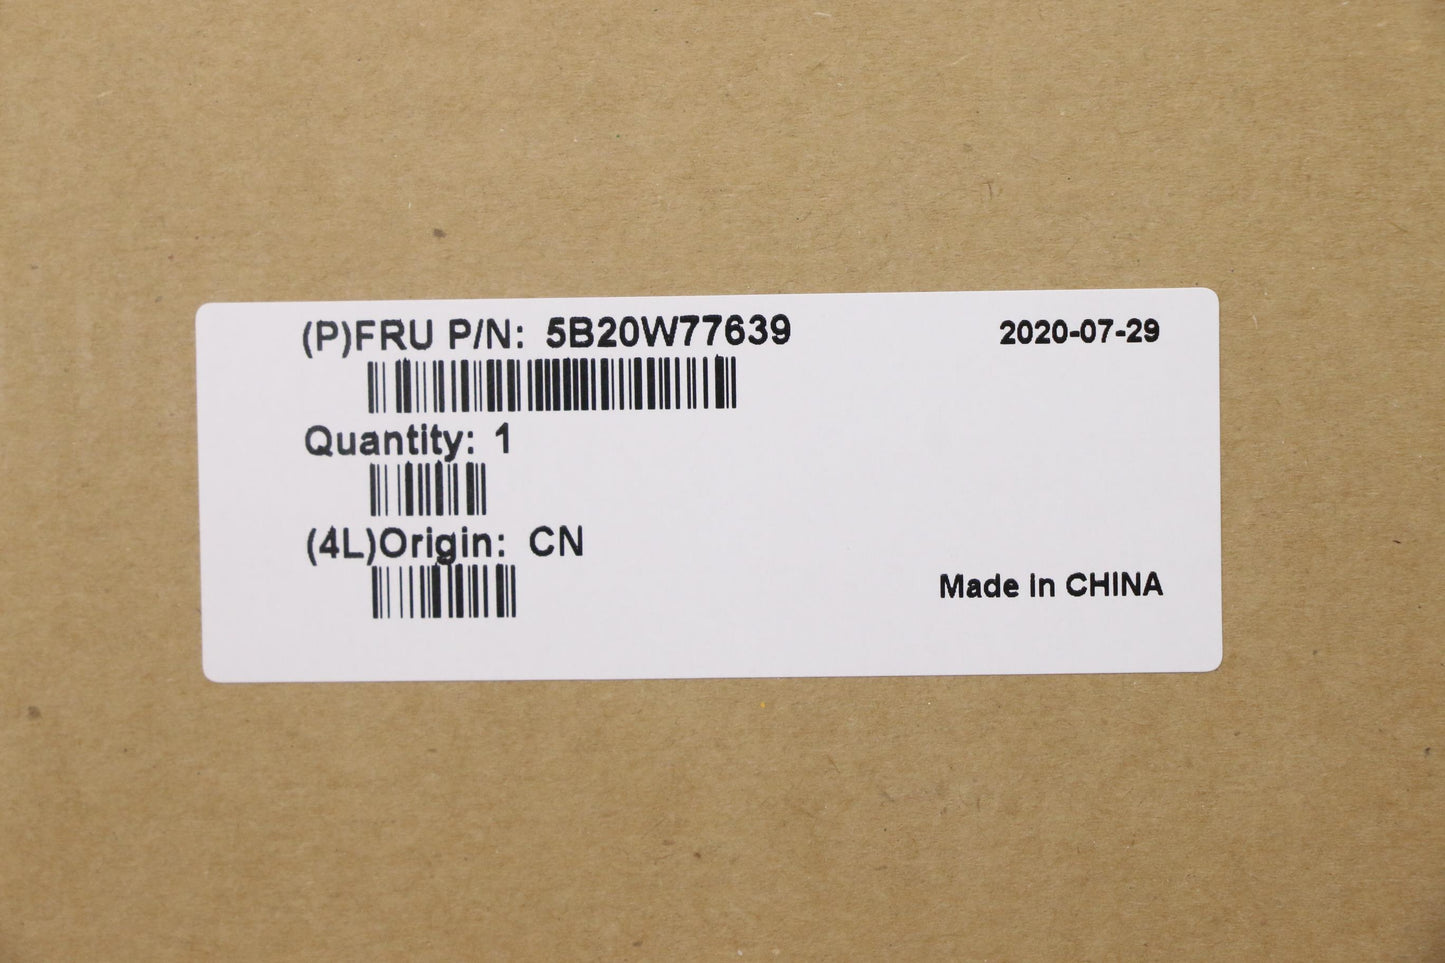 (P)FRU P/N: 5B20W77639
2020-07-29
Quantity: 1
(4L)Origin: CN
Made in CHINA